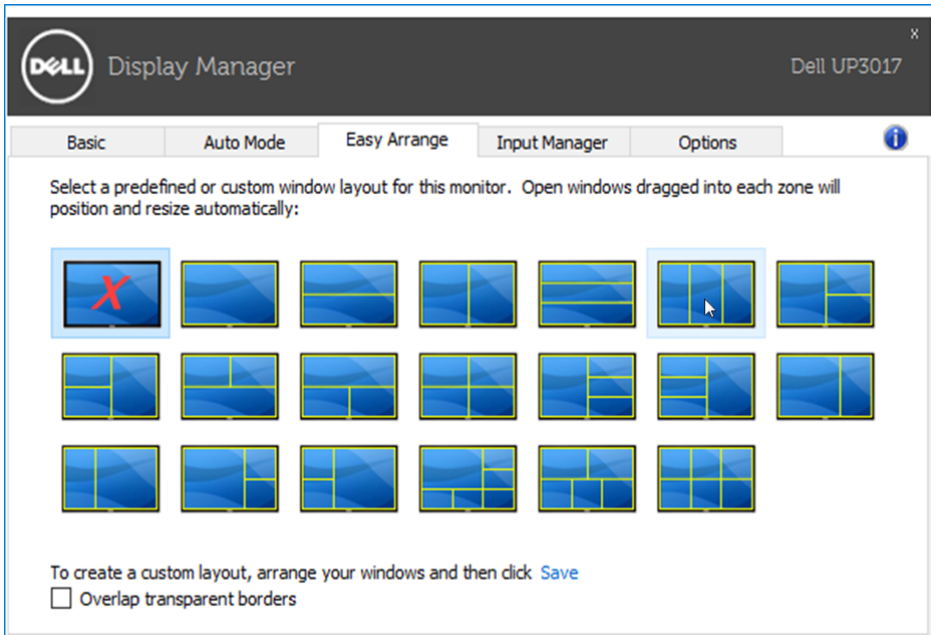 x
DELL Display Manager Dell UP3017
Basic Auto Mode Easy Arrange Input Manager Options i
Select a predefined or custom window layout for this monitor. Open windows dragged into each zone will
position and resize automatically:
X
To create a custom layout, arrange your windows and then click Save
Overlap transparent borders